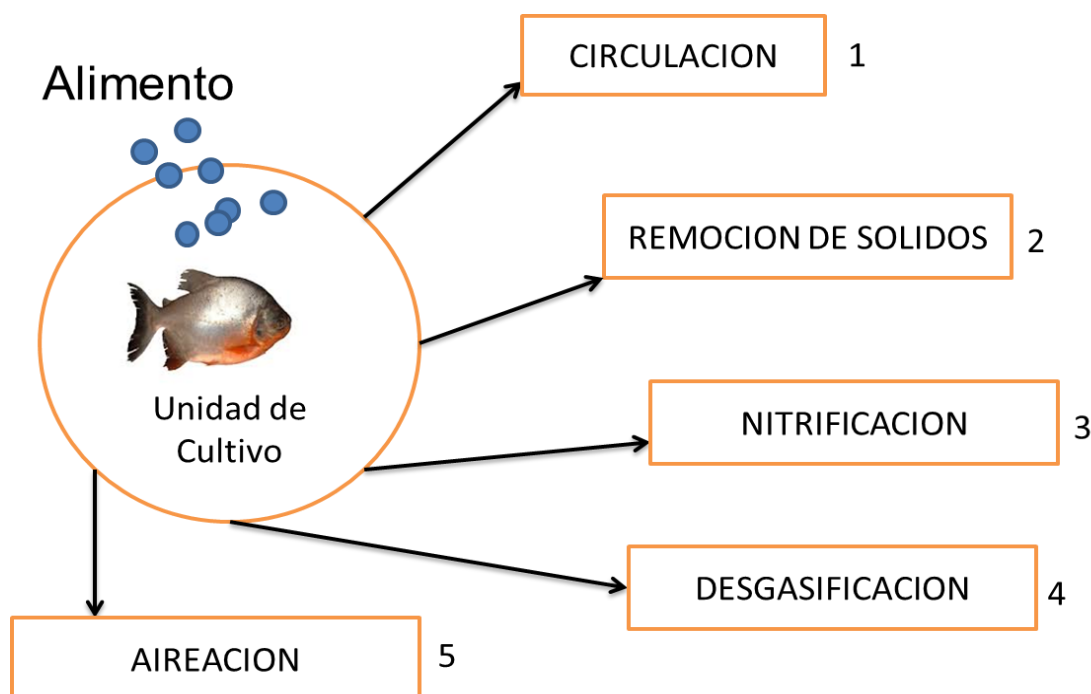 CIRCULACION 1
Alimento
REMOCION DE SOLIDOS 2
Unidad de
Cultivo
NITRIFICACION 3
DESGASIFICACION 4
AIREACION 5